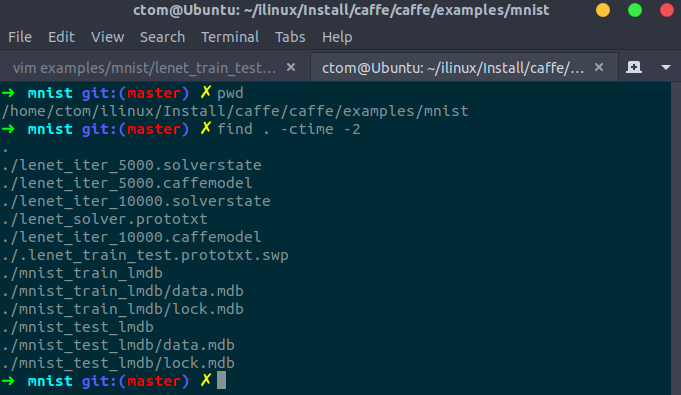 ctom@Ubuntu: ~/ilinux/Install/caffe/caffe/examples/mnist
File Edit View Search Terminal Tabs Help
vim examples/mnist/lenet_train_test... × ctom@Ubuntu: ~/ilinux/Install/caffe/... ×
➜ mnist git:(master) ✗ pwd
/home/ctom/ilinux/Install/caffe/caffe/examples/mnist
➜ mnist git:(master) ✗ find . -ctime -2
.
./lenet_iter_5000.solverstate
./lenet_iter_5000.caffemodel
./lenet_iter_10000.solverstate
./lenet_solver.prototxt
./lenet_iter_10000.caffemodel
./.lenet_train_test.prototxt.swp
./mnist_train_lmdb
./mnist_train_lmdb/data.mdb
./mnist_train_lmdb/lock.mdb
./mnist_test_lmdb
./mnist_test_lmdb/data.mdb
./mnist_test_lmdb/lock.mdb
➜ mnist git:(master) ✗